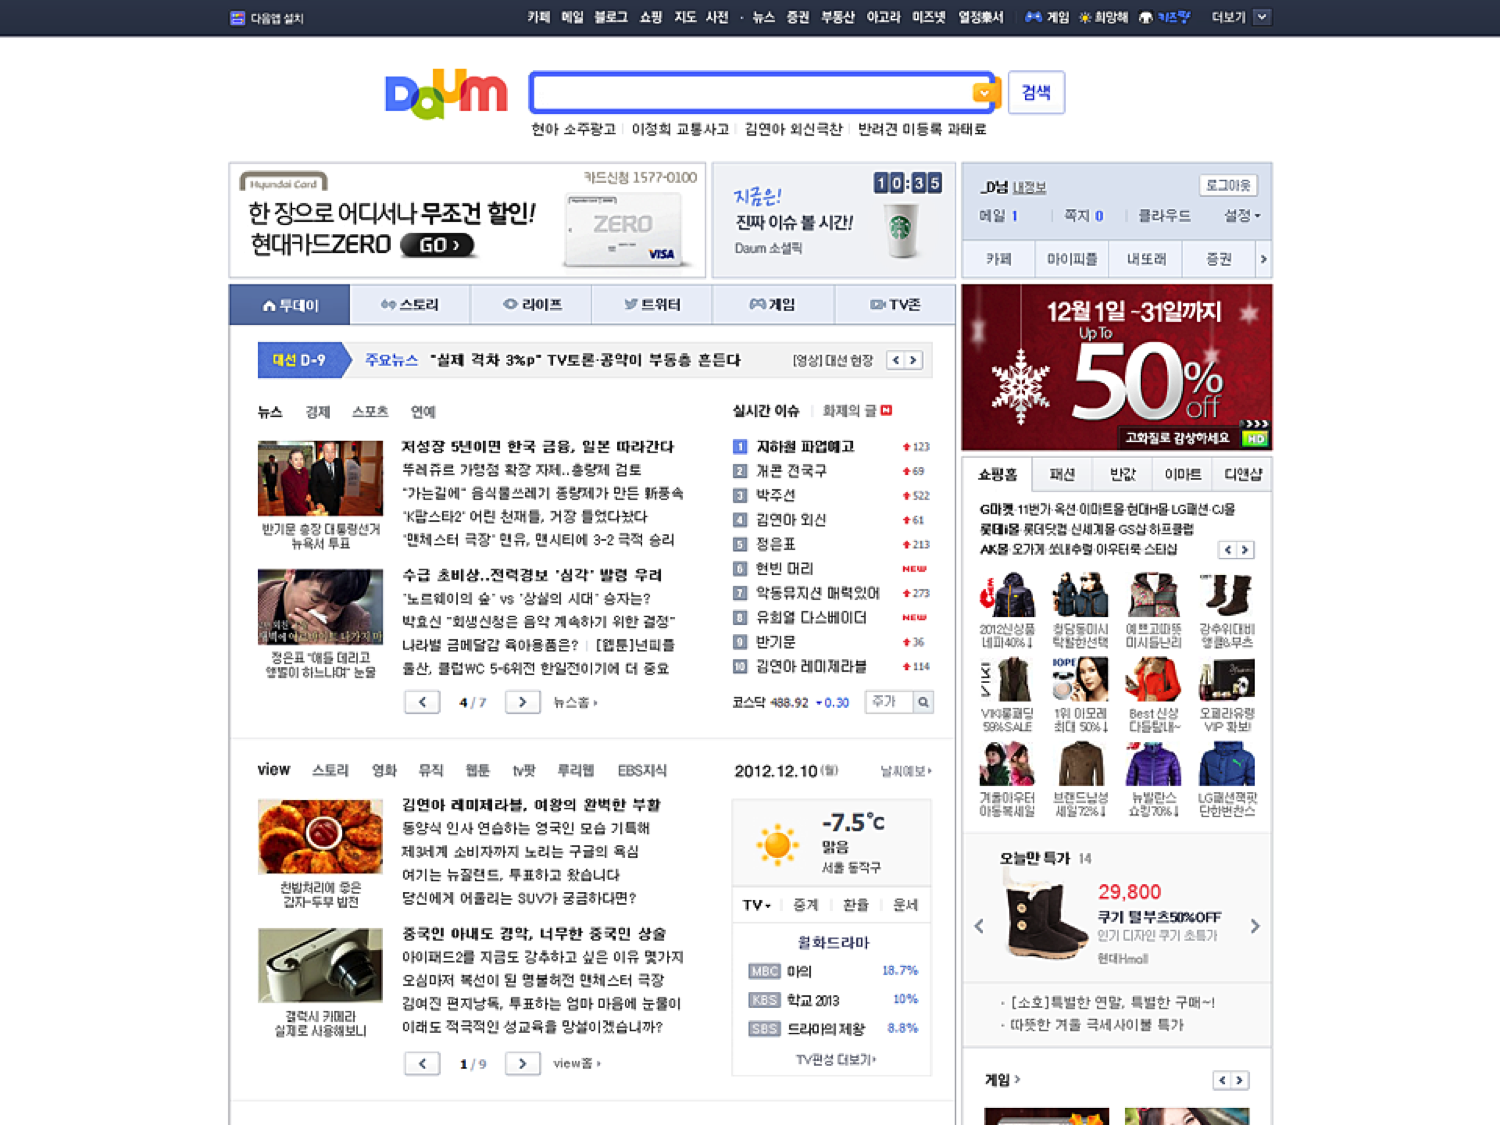 다음앱 설치
카페 메일 블로그 쇼핑 지도 사전 · 뉴스 증권 부동산 아고라 미즈넷 열정樂서 게임 희망해 키즈짱 더보기
Daum
검색
현아 소주광고 이정희 교통사고 김연아 외신극찬 반려견 미등록 과태료
Hyundai Card
카드신청 1577-0100
한 장으로 어디서나 무조건 할인!
현대카드ZERO GO ›
ZERO
VISA
지금은!
10:35
진짜 이슈 볼 시간!
Daum 소셜픽
_D님 내정보
로그아웃
메일 1 쪽지 0 클라우드 설정
카페 마이피플 내또래 증권
투데이 스토리 라이프 트위터 게임 TV존
대선 D-9
주요뉴스 "실제 격차 3%p" TV토론·공약이 부동층 흔든다
[영상] 대선 현장
뉴스 경제 스포츠 연예
저성장 5년이면 한국 금융, 일본 따라간다
뚜레쥬르 가맹점 확장 자제..총량제 검토
"가는길에" 음식물쓰레기 종량제가 만든 新풍속
"K팝스타2" 어린 천재들, 거장 들었다놨다
"맨체스터 극장" 맨유, 맨시티에 3-2 극적 승리
반기문 총장 대통령선거
뉴욕서 투표
수급 초비상..전력경보 '심각' 발령 우려
"노르웨이의 숲" vs "상실의 시대" 승자는?
박효신 "회생신청은 음악 계속하기 위한 결정"
나라별 금메달감 육아용품은? [웹툰]넌피플
울산, 클럽WC 5-6위전 한일전이기에 더 중요
정은표 "애들 데리고
앵벌이 하느냐며" 눈물
4 / 7
뉴스홈
실시간 이슈 화제의 글 N
1 지하철 파업예고 123
2 개콘 전국구 69
3 박주선 522
4 김연아 외신 61
5 정은표 213
6 현빈 머리 NEW
7 악동뮤지션 매력있어 273
8 유희열 다스베이더 NEW
9 반기문 36
10 김연아 레미제라블 114
코스닥 488.92 0.30 주가
12월 1일 ~31일까지
Up To
50% off
고화질로 감상하세요
HD
쇼핑홈 패션 반값 이마트 디앤샵
G마켓·11번가·옥션·이마트몰·현대H몰·LG패션·CJ몰
롯데i몰·롯데닷컴·신세계몰·GS샵·하프클럽
AK몰·오가게·쏘내추럴·아우터룩·스타샵
2012신상품
네파40%↓
청담동미시
탁월한선택
예쁘고따뜻
미시들난리
강추위대비
앵클&부츠
IOPE
VIKI롱패딩
59%SALE
1위 아모레
최대 50%↓
Best 신상
다들탐내~
오페라유령
VIP 확보!
겨울아우터
아동복세일
브랜드남성
세일72%↓
뉴발란스
쇼킹70%↓
LG패션잭팟
단한번찬스
오늘만 특가 14
29,800
쿠기 털부츠50%OFF
인기 디자인 쿠기 초특가
현대Hmall
· [소호]특별한 연말, 특별한 구매~!
· 따뜻한 겨울 극세사이불 특가
게임
view 스토리 영화 뮤직 웹툰 tv팟 루리웹 EBS지식
김연아 레미제라블, 여왕의 완벽한 부활
동양식 인사 연습하는 영국인 모습 기특해
제3세계 소비자까지 노리는 구글의 욕심
여기는 뉴질랜드, 투표하고 왔습니다
당신에게 어울리는 SUV가 궁금하다면?
찬밥처리에 좋은
감자-두부 밥전
중국인 아내도 경악, 너무한 중국인 상술
아이패드2를 지금도 강추하고 싶은 이유 몇가지
오심마저 복선이 된 명불허전 맨체스터 극장
김여진 편지낭독, 투표하는 엄마 마음에 눈물이
이래도 적극적인 성교육을 망설이겠습니까?
갤럭시 카메라
실제로 사용해보니
1 / 9
view홈
2012.12.10 (월) 날씨예보
-7.5℃
맑음
서울 동작구
TV 중계 환율 운세
월화드라마
MBC 마의 18.7%
KBS 학교 2013 10%
SBS 드라마의 제왕 8.8%
TV편성 더보기